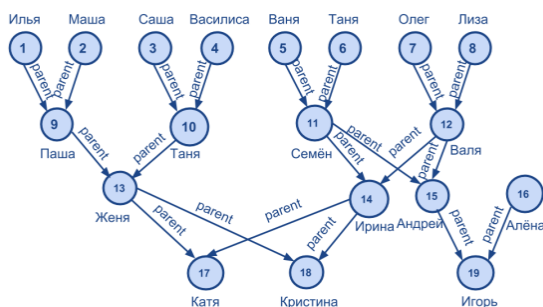 Илья Маша Саша Василиса Ваня Таня Олег Лиза
1 2 3 4 5 6 7 8
parent parent parent parent parent parent parent parent
9 10 11 12
Паша Таня Семён Валя
parent parent parent parent parent parent
13 14 15 16
Женя Ирина Андрей Алёна
parent parent parent parent parent parent
17 18 19
Катя Кристина Игорь